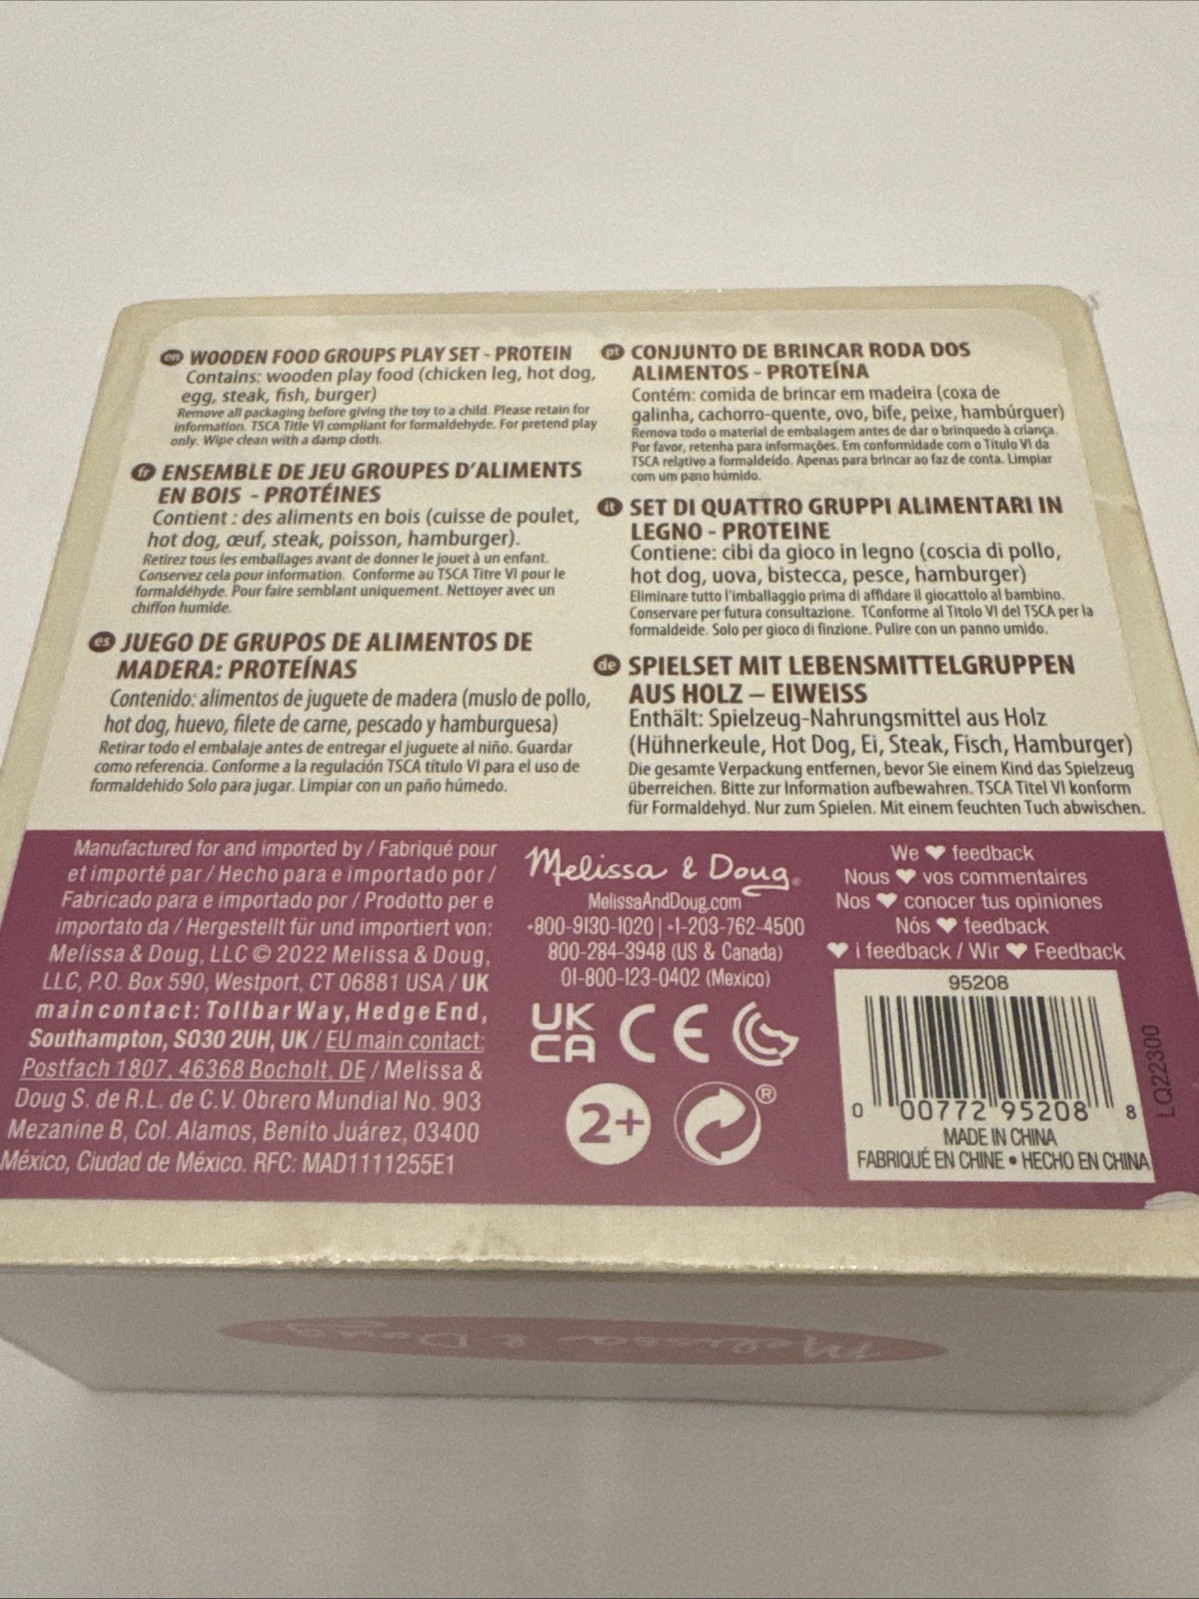 en WOODEN FOOD GROUPS PLAY SET - PROTEIN
Contains: wooden play food (chicken leg, hot dog,
egg, steak, fish, burger)
Remove all packaging before giving the toy to a child. Please retain for
information. TSCA Title VI compliant for formaldehyde. For pretend play
only. Wipe clean with a damp cloth.
fr ENSEMBLE DE JEU GROUPES D'ALIMENTS
EN BOIS - PROTÉINES
Contient : des aliments en bois (cuisse de poulet,
hot dog, œuf, steak, poisson, hamburger).
Retirez tous les emballages avant de donner le jouet à un enfant.
Conservez cela pour information. Conforme au TSCA Titre VI pour le
formaldéhyde. Pour faire semblant uniquement. Nettoyer avec un
chiffon humide.
es JUEGO DE GRUPOS DE ALIMENTOS DE
MADERA: PROTEÍNAS
Contenido: alimentos de juguete de madera (muslo de pollo,
hot dog, huevo, filete de carne, pescado y hamburguesa)
Retirar todo el embalaje antes de entregar el juguete al niño. Guardar
como referencia. Conforme a la regulación TSCA título VI para el uso de
formaldehido Solo para jugar. Limpiar con un paño húmedo.
pt CONJUNTO DE BRINCAR RODA DOS
ALIMENTOS - PROTEÍNA
Contém: comida de brincar em madeira (coxa de
galinha, cachorro-quente, ovo, bife, peixe, hambúrguer)
Remova todo o material de embalagem antes de dar o brinquedo à criança.
Por favor, retenha para informações. Em conformidade com o Título VI da
TSCA relativo a formaldeído. Apenas para brincar ao faz de conta. Limpiar
com um pano húmido.
it SET DI QUATTRO GRUPPI ALIMENTARI IN
LEGNO - PROTEINE
Contiene: cibi da gioco in legno (coscia di pollo,
hot dog, uova, bistecca, pesce, hamburger)
Eliminare tutto l'imballaggio prima di affidare il giocattolo al bambino.
Conservare per futura consultazione. TConforme al Titolo VI del TSCA per la
formaldeide. Solo per gioco di finzione. Pulire con un panno umido.
de SPIELSET MIT LEBENSMITTELGRUPPEN
AUS HOLZ – EIWEISS
Enthält: Spielzeug-Nahrungsmittel aus Holz
(Hühnerkeule, Hot Dog, Ei, Steak, Fisch, Hamburger)
Die gesamte Verpackung entfernen, bevor Sie einem Kind das Spielzeug
überreichen. Bitte zur Information aufbewahren. TSCA Titel VI konform
für Formaldehyd. Nur zum Spielen. Mit einem feuchten Tuch abwischen.
Manufactured for and imported by / Fabriqué pour
et importé par / Hecho para e importado por /
Fabricado para e importado por / Prodotto per e
importato da / Hergestellt für und importiert von:
Melissa & Doug, LLC © 2022 Melissa & Doug,
LLC, P.O. Box 590, Westport, CT 06881 USA / UK
main contact: Tollbar Way, Hedge End,
Southampton, SO30 2UH, UK / EU main contact:
Postfach 1807, 46368 Bocholt, DE / Melissa &
Doug S. de R.L. de C.V. Obrero Mundial No. 903
Mezanine B, Col. Alamos, Benito Juárez, 03400
México, Ciudad de México. RFC: MAD1111255E1
Melissa & Doug®
MelissaAndDoug.com
+800-9130-1020 | +1-203-762-4500
800-284-3948 (US & Canada)
01-800-123-0402 (Mexico)
UK
CA CE
2+ ®
We ♥ feedback
Nous ♥ vos commentaires
Nos ♥ conocer tus opiniones
Nós ♥ feedback
♥ i feedback / Wir ♥ Feedback
95208
0 00772 95208 8
MADE IN CHINA
FABRIQUÉ EN CHINE • HECHO EN CHINA
LQ22300
Melissa & Doug